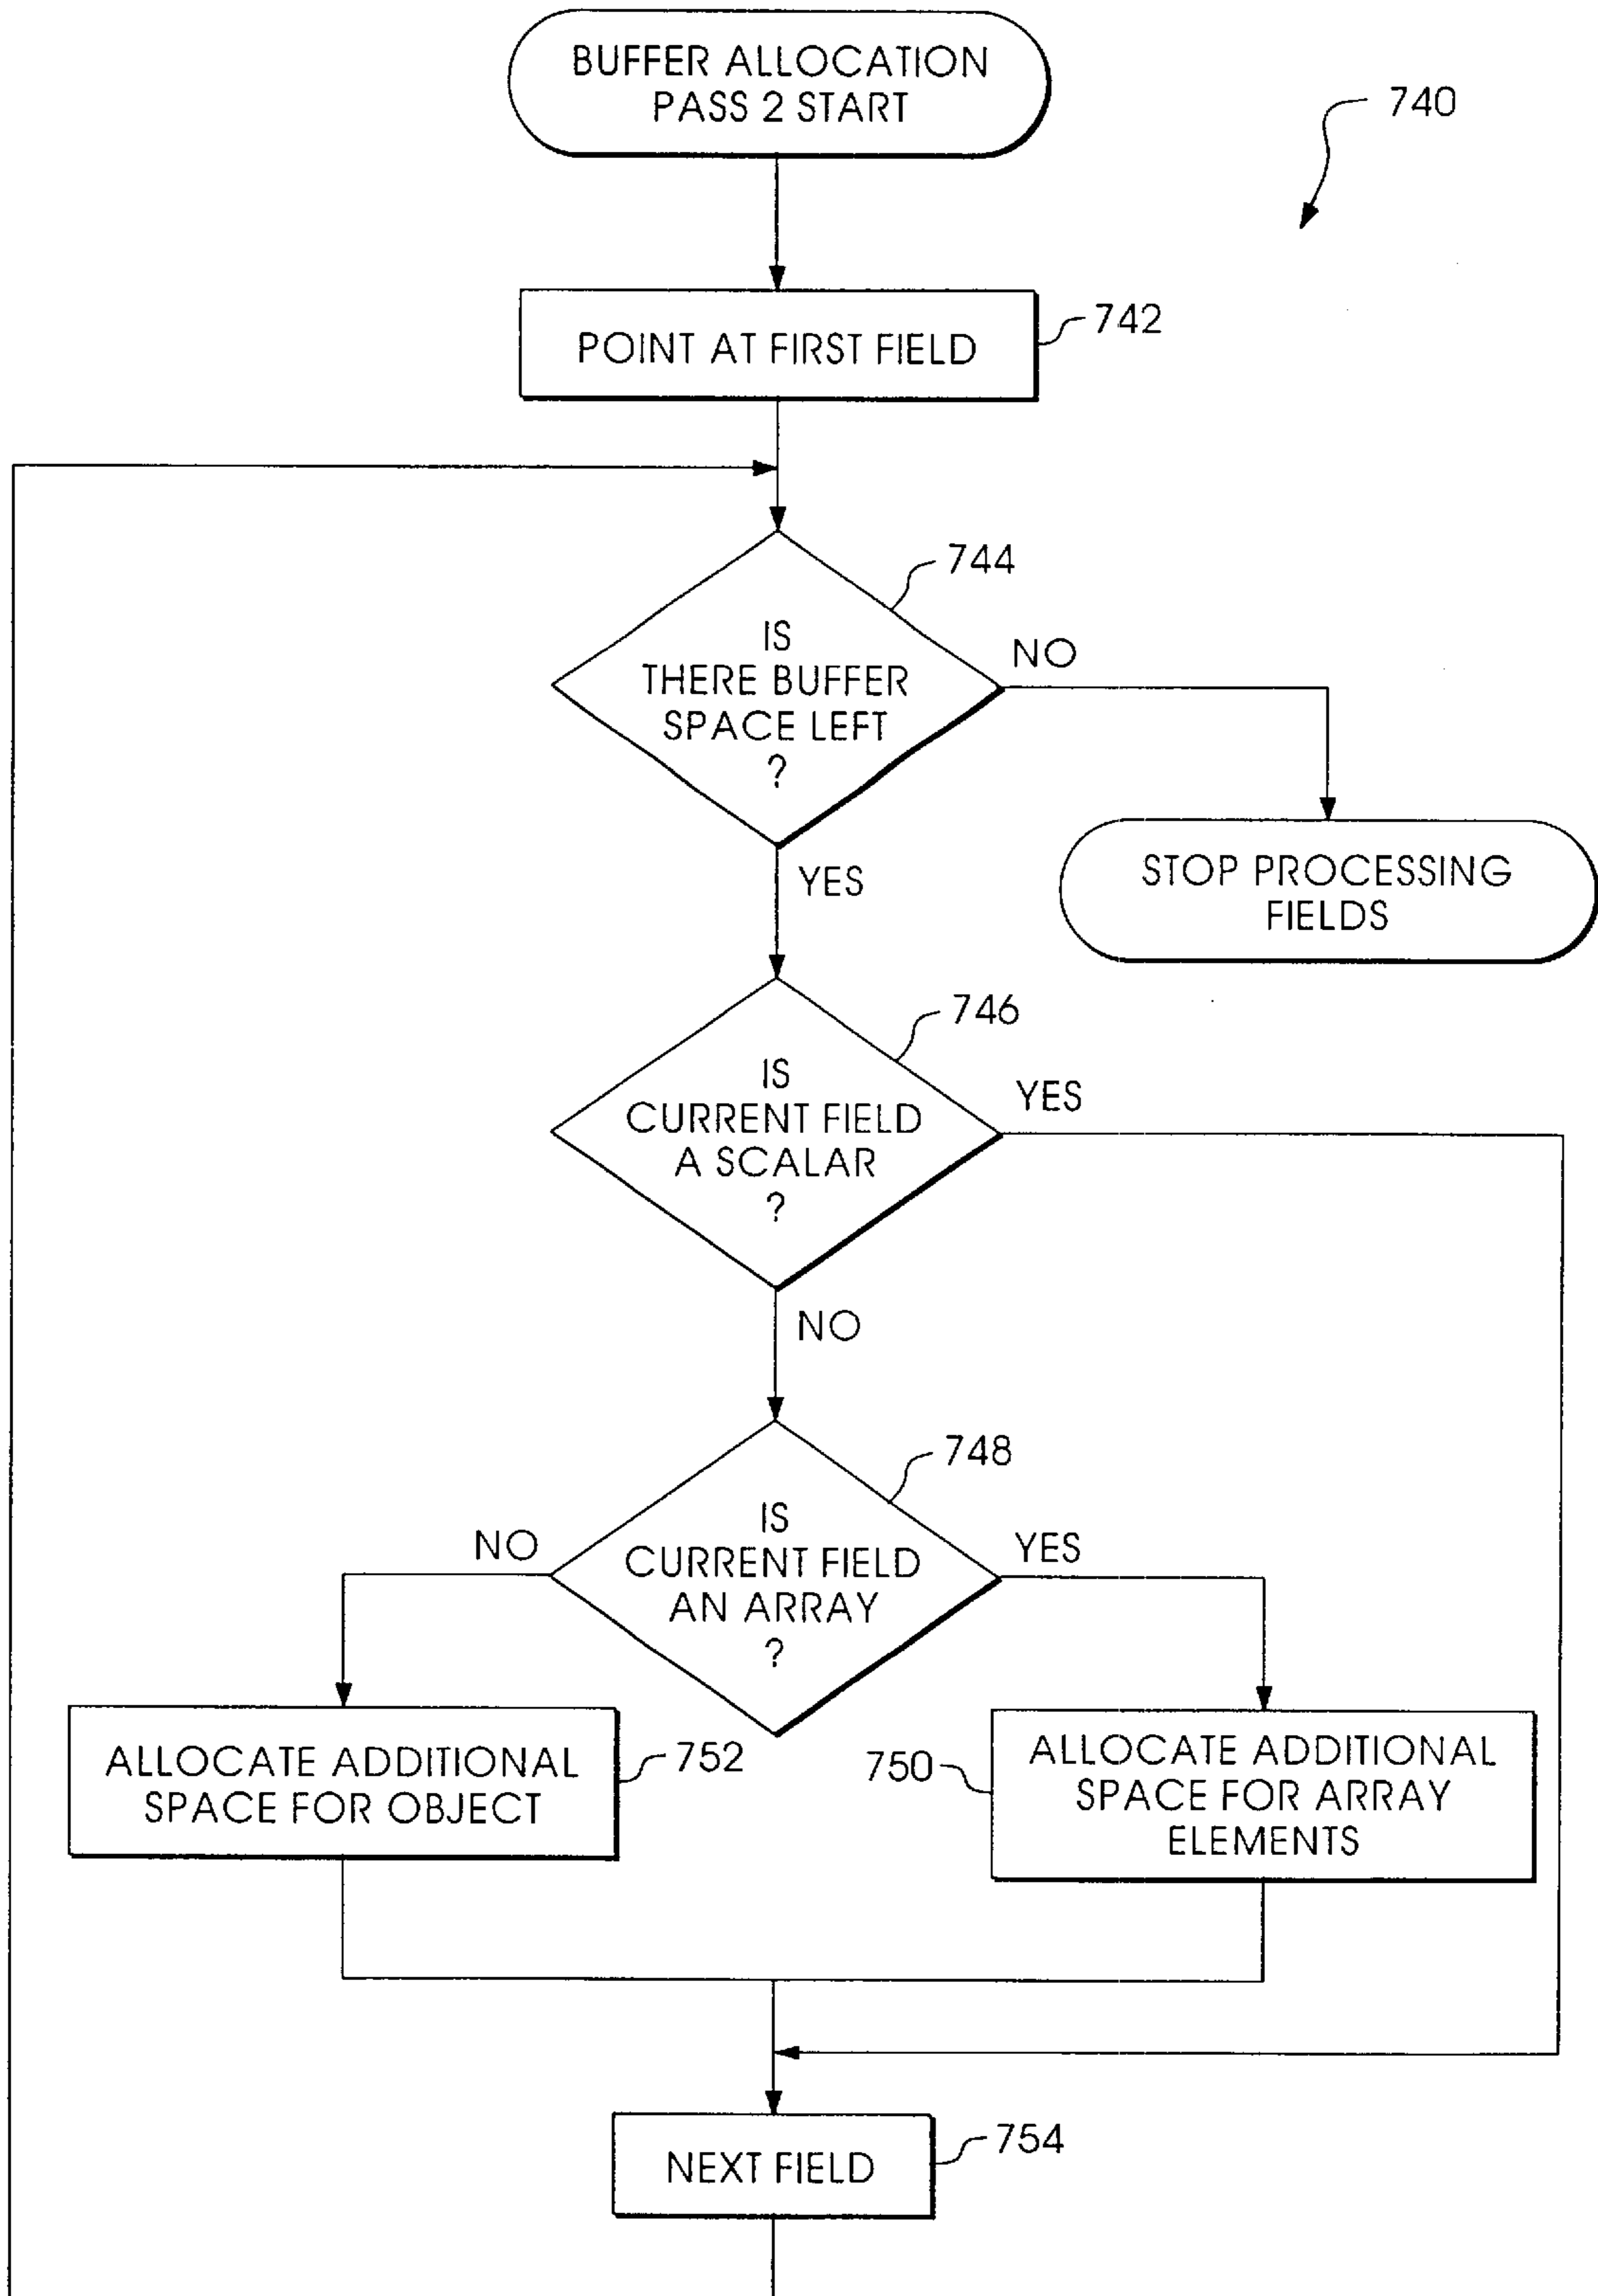 BUFFER ALLOCATION
PASS 2 START
740
POINT AT FIRST FIELD
742
744
IS
THERE BUFFER
SPACE LEFT
?
NO
YES
STOP PROCESSING
FIELDS
746
IS
CURRENT FIELD
A SCALAR
?
YES
NO
748
IS
CURRENT FIELD
AN ARRAY
?
NO
YES
ALLOCATE ADDITIONAL
SPACE FOR OBJECT
752
750
ALLOCATE ADDITIONAL
SPACE FOR ARRAY
ELEMENTS
NEXT FIELD
754